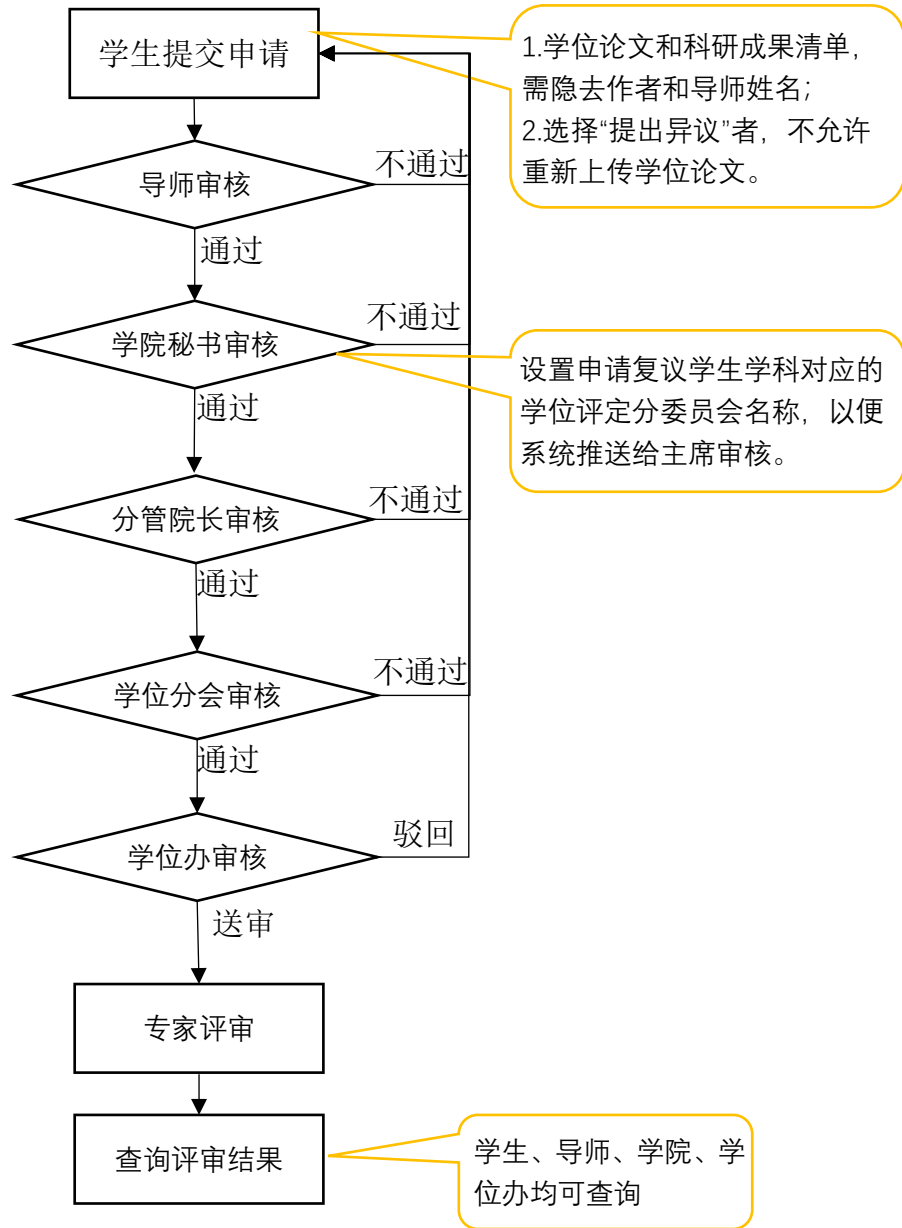 学生提交申请
1.学位论文和科研成果清单，
需隐去作者和导师姓名；
2.选择“提出异议”者，不允许
重新上传学位论文。
不通过
导师审核
通过
不通过
学院秘书审核
设置申请复议学生学科对应的
学位评定分委员会名称，以便
系统推送给主席审核。
通过
不通过
分管院长审核
通过
不通过
学位分会审核
通过
驳回
学位办审核
送审
专家评审
查询评审结果
学生、导师、学院、学
位办均可查询